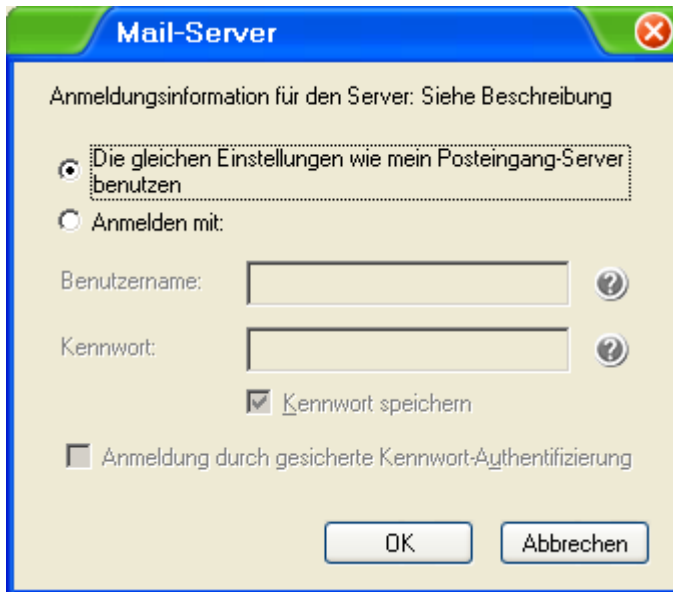 Mail-Server
Anmeldungsinformation für den Server: Siehe Beschreibung
Die gleichen Einstellungen wie mein Posteingang-Server
benutzen
Anmelden mit:
Benutzername:
Kennwort:
Kennwort speichern
Anmeldung durch gesicherte Kennwort-Authentifizierung
OK Abbrechen